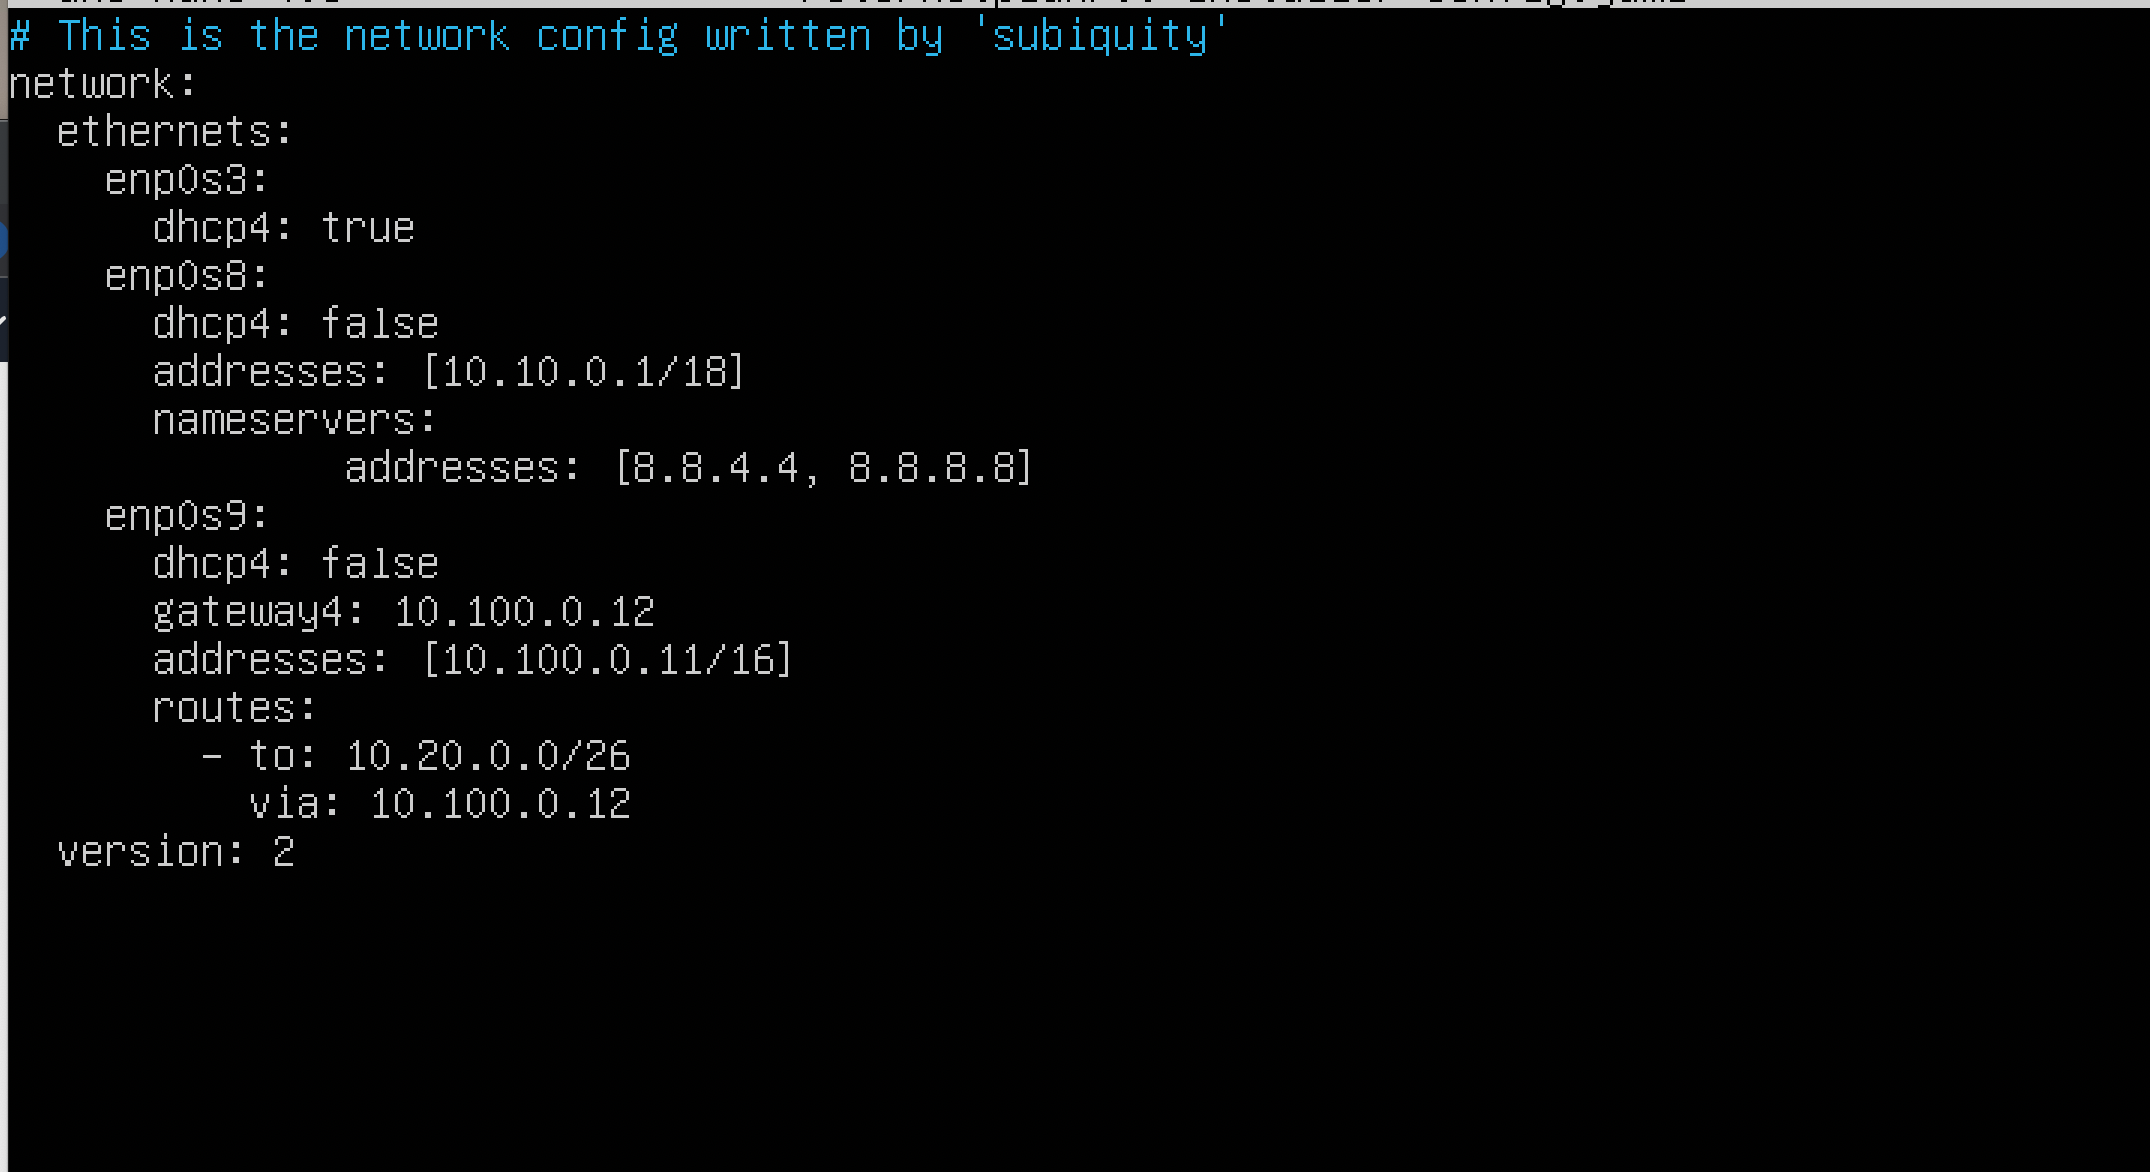 # This is the network config written by 'subiquity'
network:
  ethernets:
    enp0s3:
      dhcp4: true
    enp0s8:
      dhcp4: false
      addresses: [10.10.0.1/18]
      nameservers:
              addresses: [8.8.4.4, 8.8.8.8]
    enp0s9:
      dhcp4: false
      gateway4: 10.100.0.12
      addresses: [10.100.0.11/16]
      routes:
        - to: 10.20.0.0/26
          via: 10.100.0.12
  version: 2